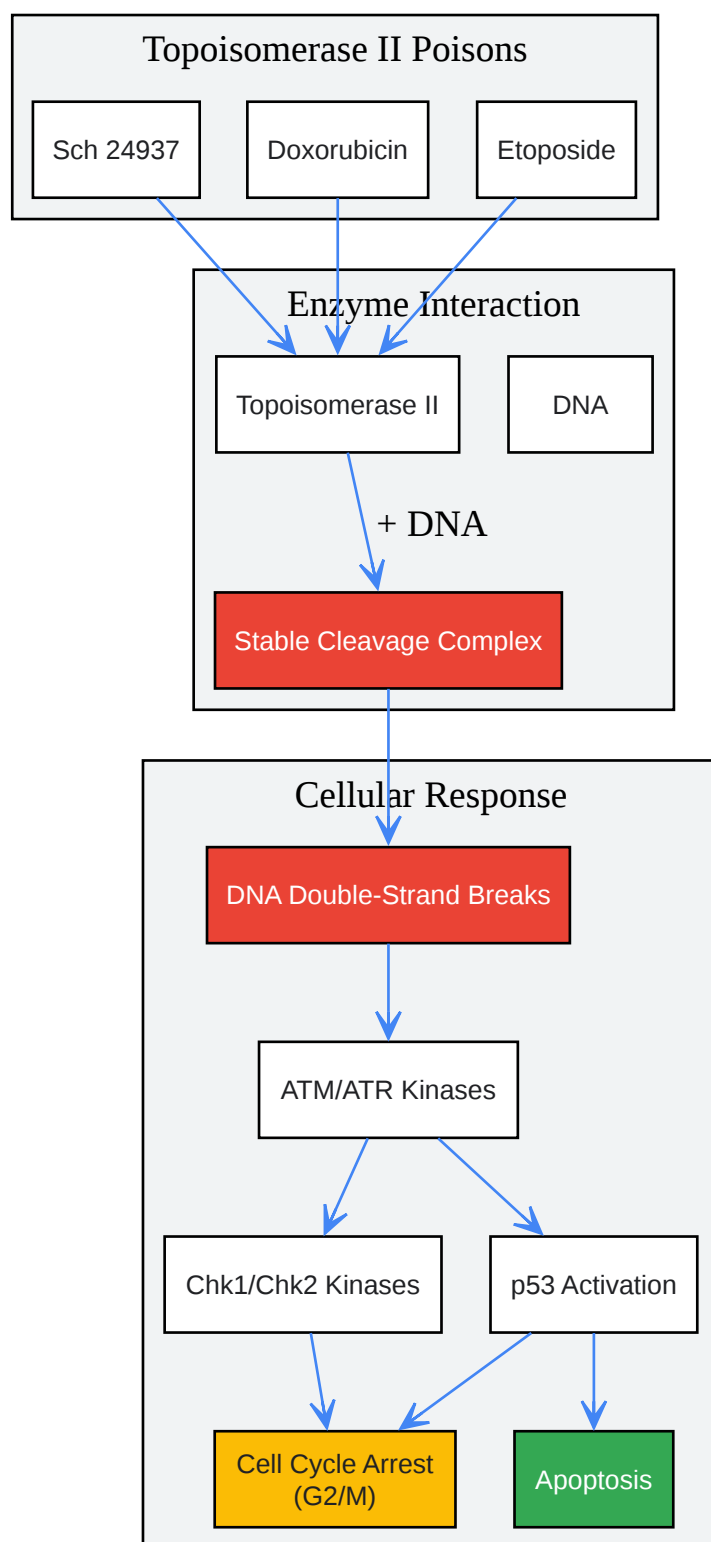 Topoisomerase II Poisons
Sch 24937
Doxorubicin
Etoposide
Enzyme Interaction
Topoisomerase II
DNA
+ DNA
Stable Cleavage Complex
Cellular Response
DNA Double-Strand Breaks
ATM/ATR Kinases
Chk1/Chk2 Kinases
p53 Activation
Cell Cycle Arrest
(G2/M)
Apoptosis